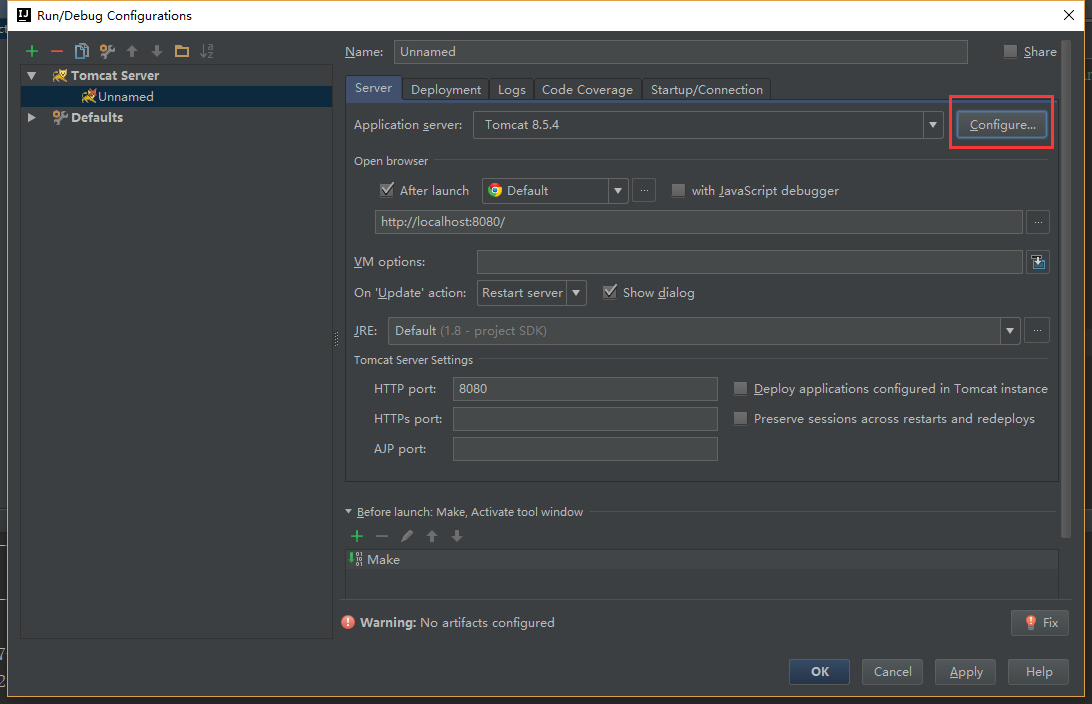 Run/Debug Configurations
Name: Unnamed Share
Tomcat Server
Unnamed
Defaults
Server Deployment Logs Code Coverage Startup/Connection
Application server: Tomcat 8.5.4 Configure...
Open browser
After launch Default ... with JavaScript debugger
http://localhost:8080/ ...
VM options:
On 'Update' action: Restart server Show dialog
JRE: Default (1.8 - project SDK) ...
Tomcat Server Settings
HTTP port: 8080 Deploy applications configured in Tomcat instance
HTTPs port: Preserve sessions across restarts and redeploys
AJP port:
Before launch: Make, Activate tool window
Make
Warning: No artifacts configured Fix
OK Cancel Apply Help